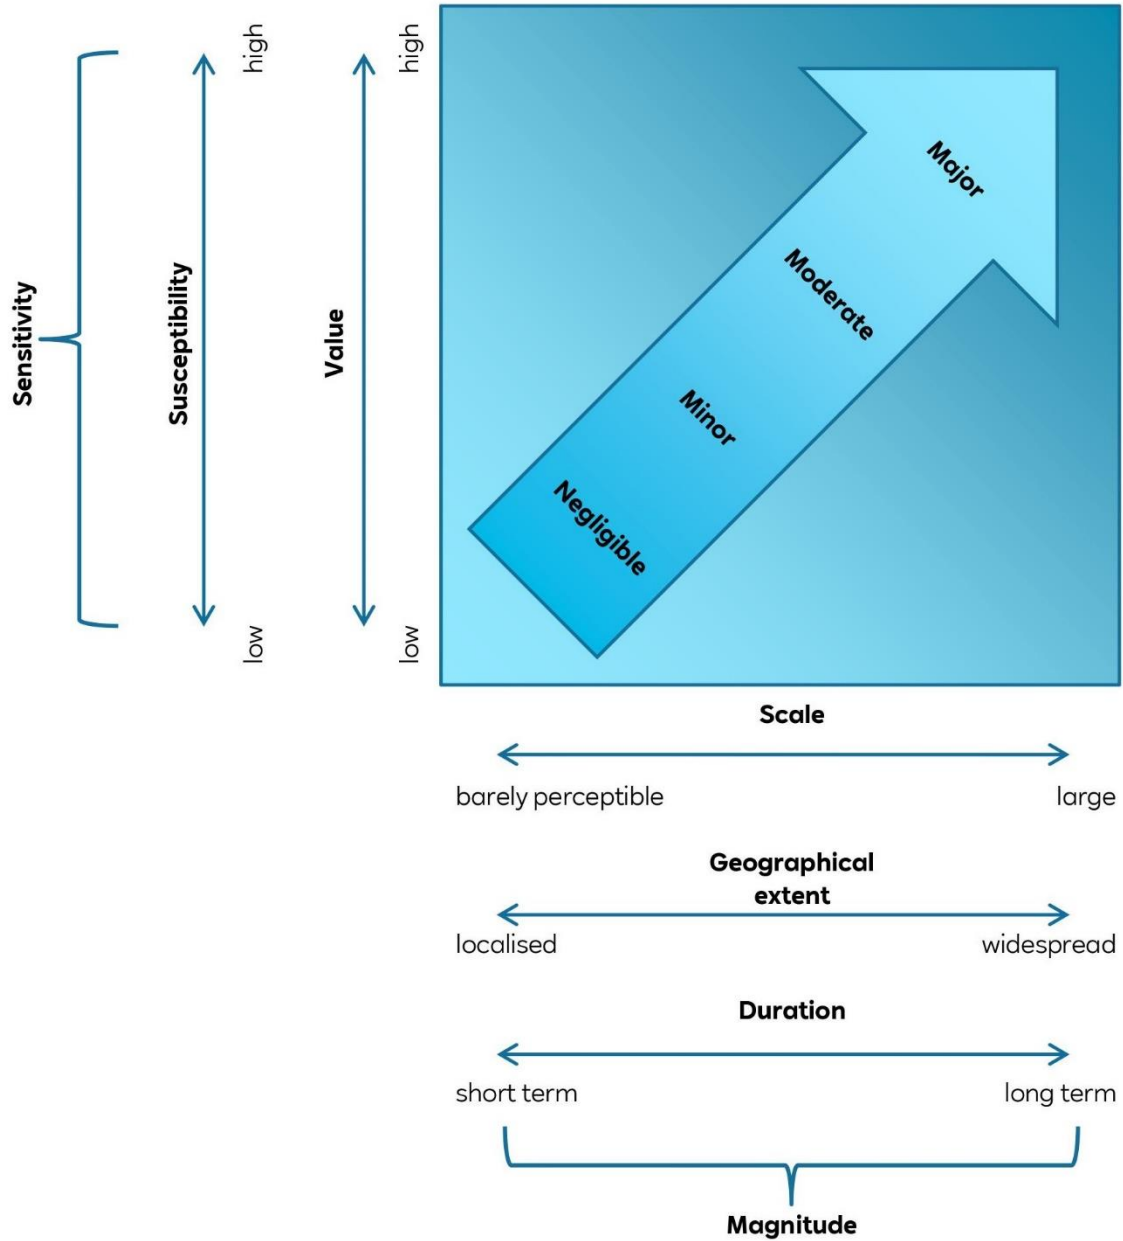 high
high
Sensitivity
Susceptibility
Value
low
low
Major
Moderate
Minor
Negligible
Scale
barely perceptible
large
Geographical
extent
localised
widespread
Duration
short term
long term
Magnitude